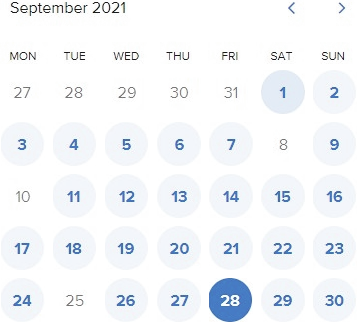 September 2021
MON TUE WED THU FRI SAT SUN
27 28 29 30 31 1 2
3 4 5 6 7 8 9
10 11 12 13 14 15 16
17 18 19 20 21 22 23
24 25 26 27 28 29 30